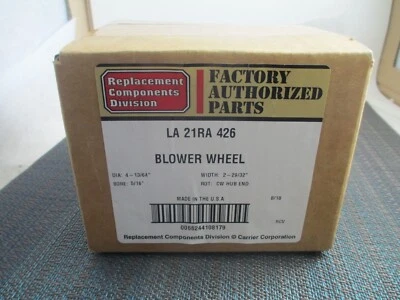 Replacement
Components
Division
FACTORY
AUTHORIZED
PARTS
LA 21RA 426
BLOWER WHEEL
DIA: 4-13/64" WIDTH: 2-29/32"
BORE: 5/16" ROT: CW HUB END
MADE IN THE U.S.A
Replacement Components Division © Carrier Corporation